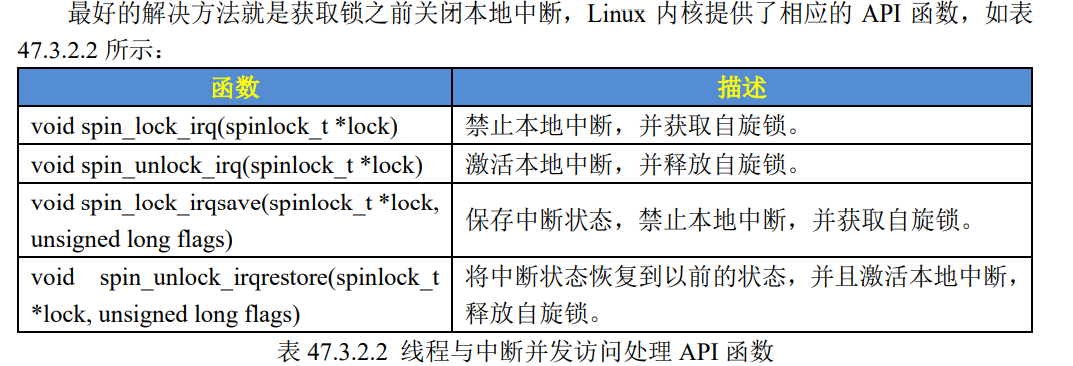 最好的解决方法就是获取锁之前关闭本地中断，Linux 内核提供了相应的 API 函数，如表
47.3.2.2 所示：
函数 描述
void spin_lock_irq(spinlock_t *lock) 禁止本地中断，并获取自旋锁。
void spin_unlock_irq(spinlock_t *lock) 激活本地中断，并释放自旋锁。
void spin_lock_irqsave(spinlock_t *lock,
unsigned long flags)
保存中断状态，禁止本地中断，并获取自旋锁。
void spin_unlock_irqrestore(spinlock_t
*lock, unsigned long flags)
将中断状态恢复到以前的状态，并且激活本地中断，
释放自旋锁。
表 47.3.2.2 线程与中断并发访问处理 API 函数